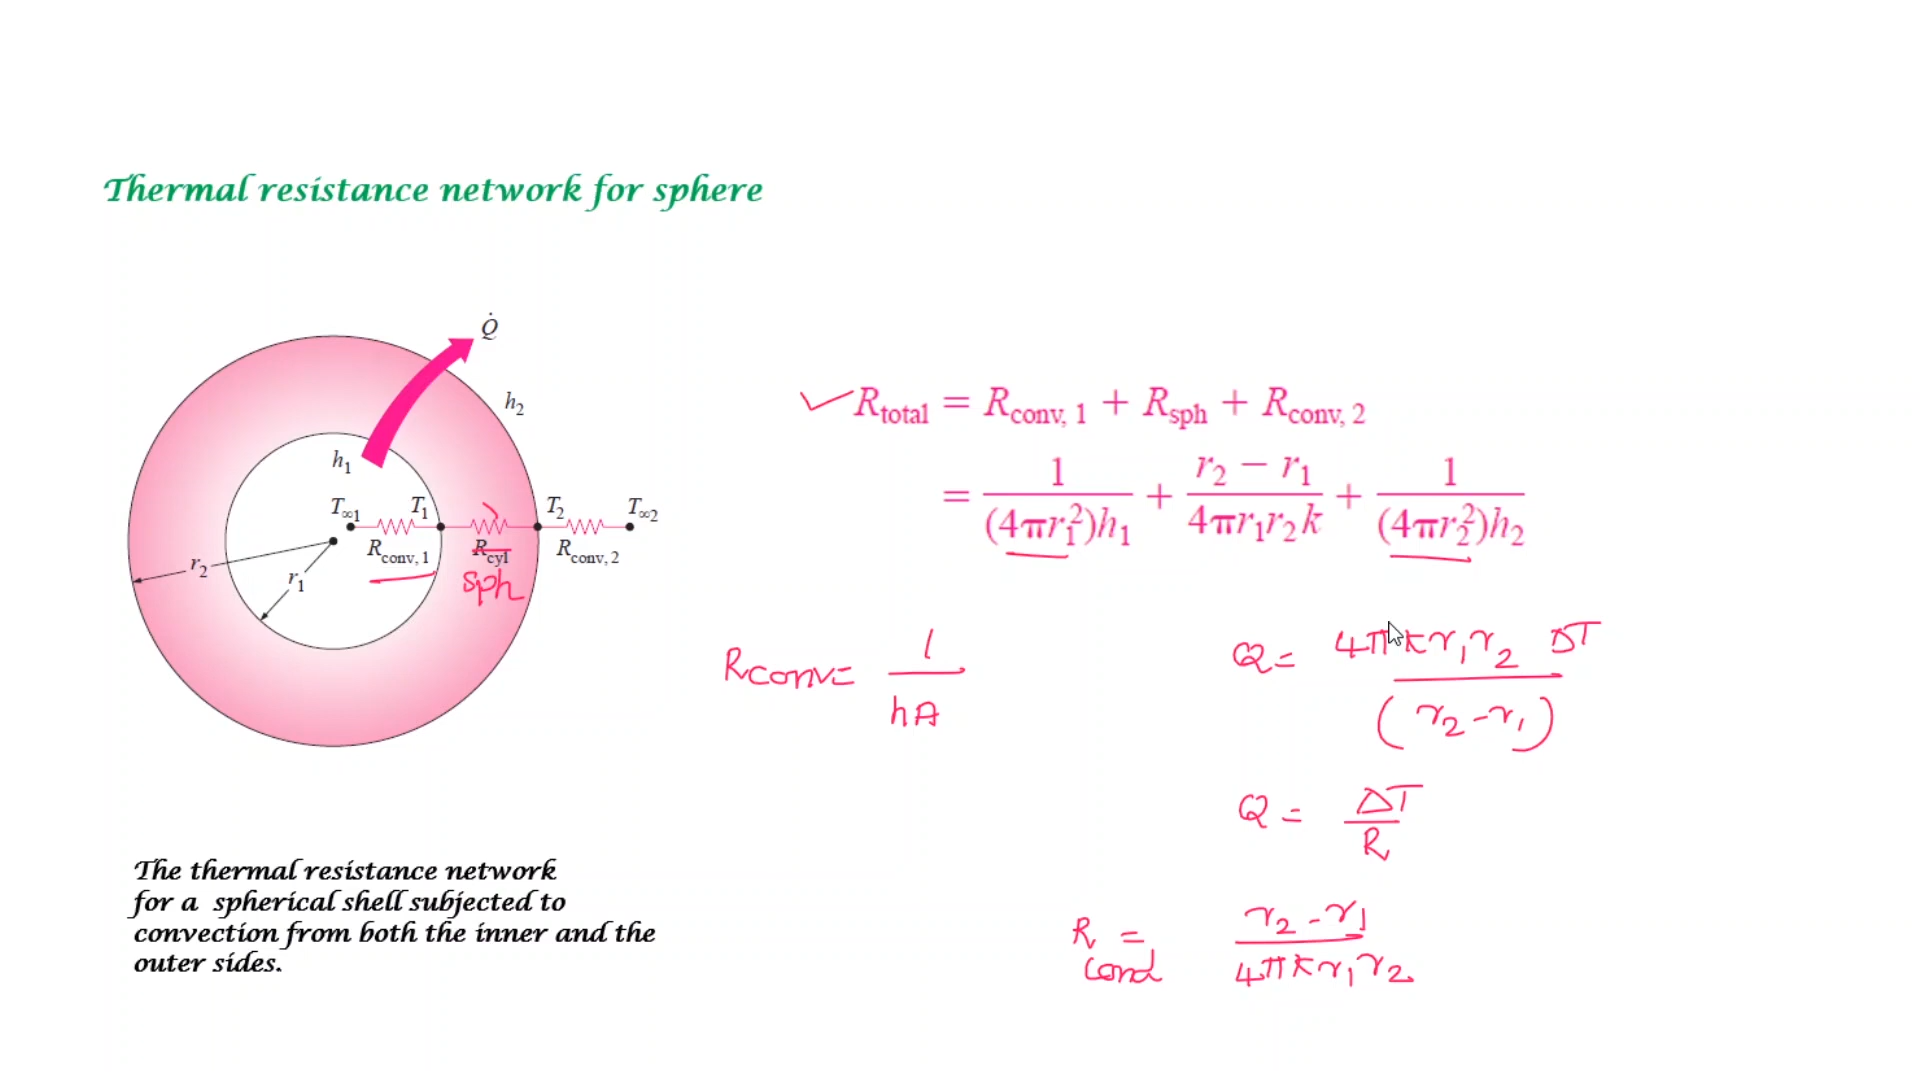 Thermal resistance network for sphere
Q̇
h₂
h₁
T∞1 T₁ T₂ T∞2
Rconv, 1 Rcyl Rconv, 2
sph
r₂
r₁
Rtotal = Rconv, 1 + Rsph + Rconv, 2
= 1/((4πr₁²)h₁) + (r₂ − r₁)/(4πr₁r₂k) + 1/((4πr₂²)h₂)
Rconv = 1/hA
Q = 4πkr₁r₂ ΔT/(r₂-r₁)
Q = ΔT/R
Rcond = r₂-r₁/4πkr₁r₂
The thermal resistance network
for a spherical shell subjected to
convection from both the inner and the
outer sides.